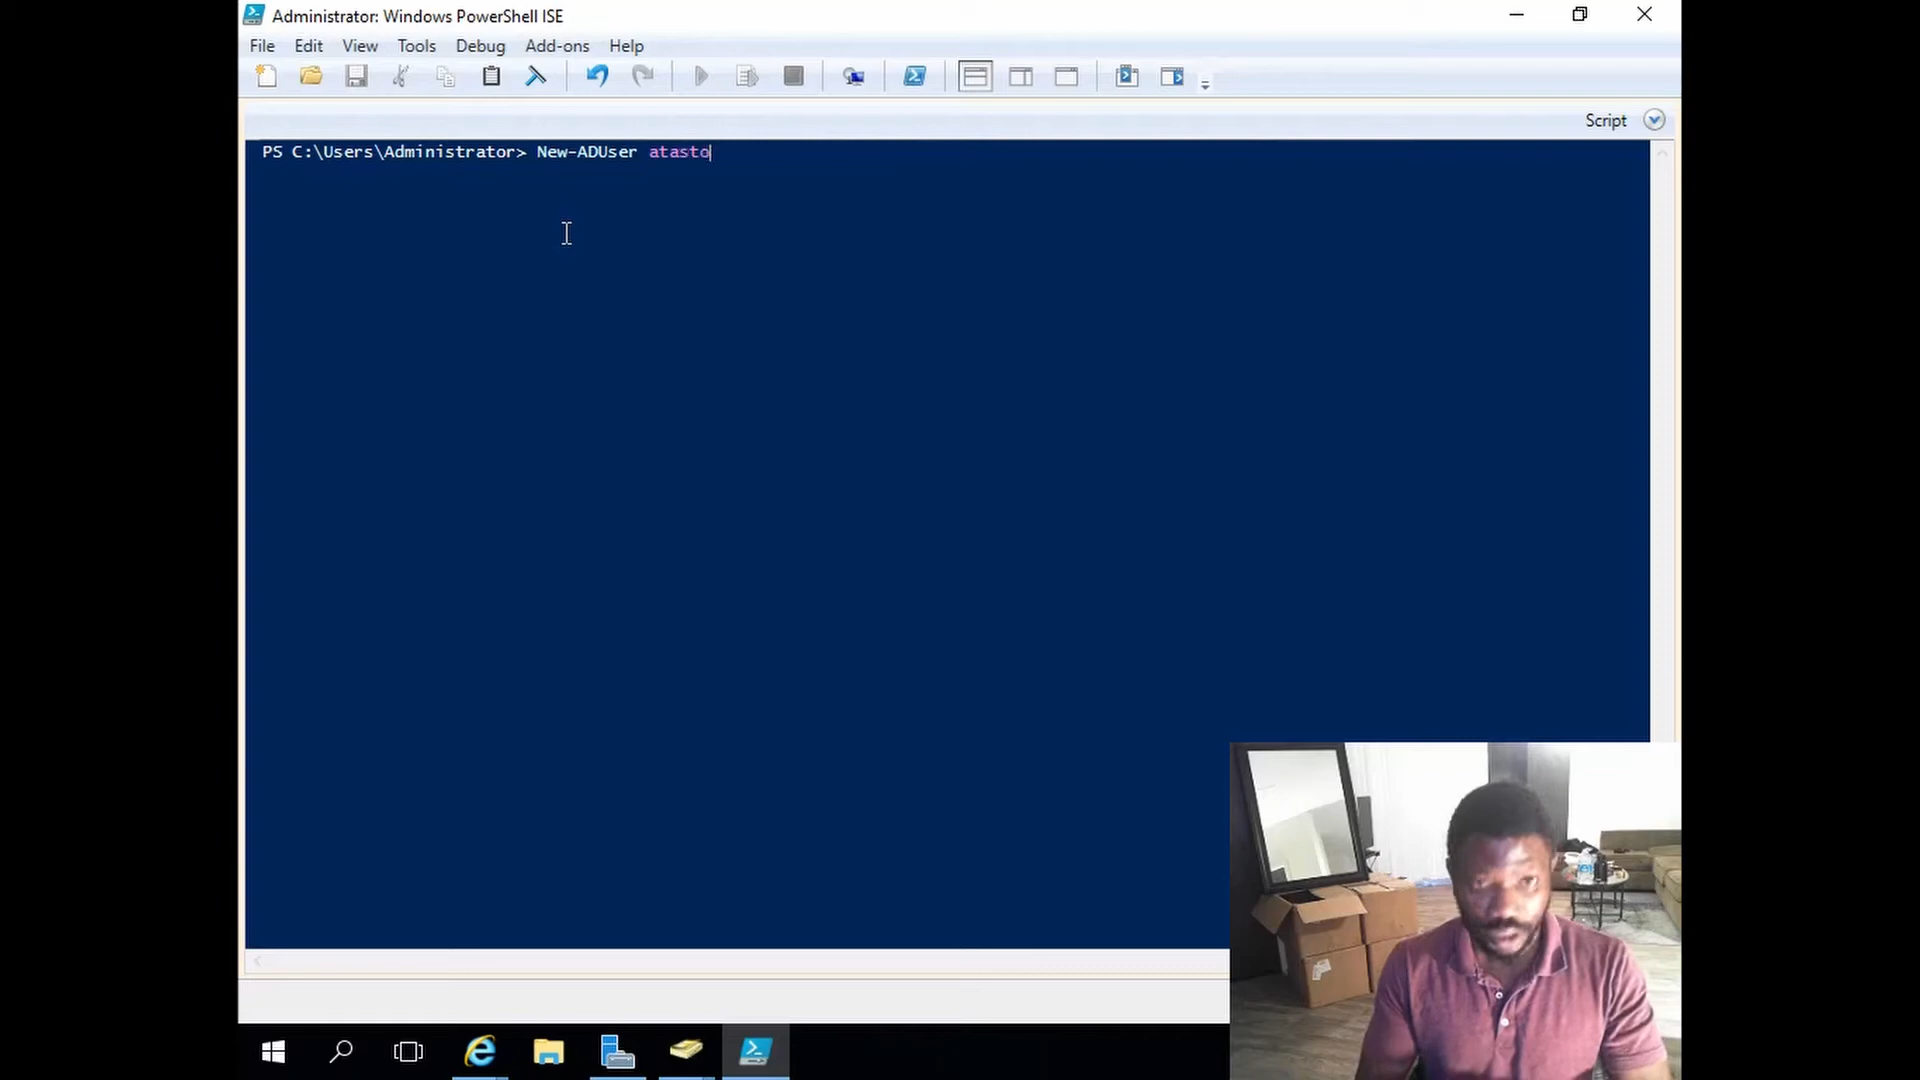 Administrator: Windows PowerShell ISE
File Edit View Tools Debug Add-ons Help
Script
PS C:\Users\Administrator> New-ADUser atasto